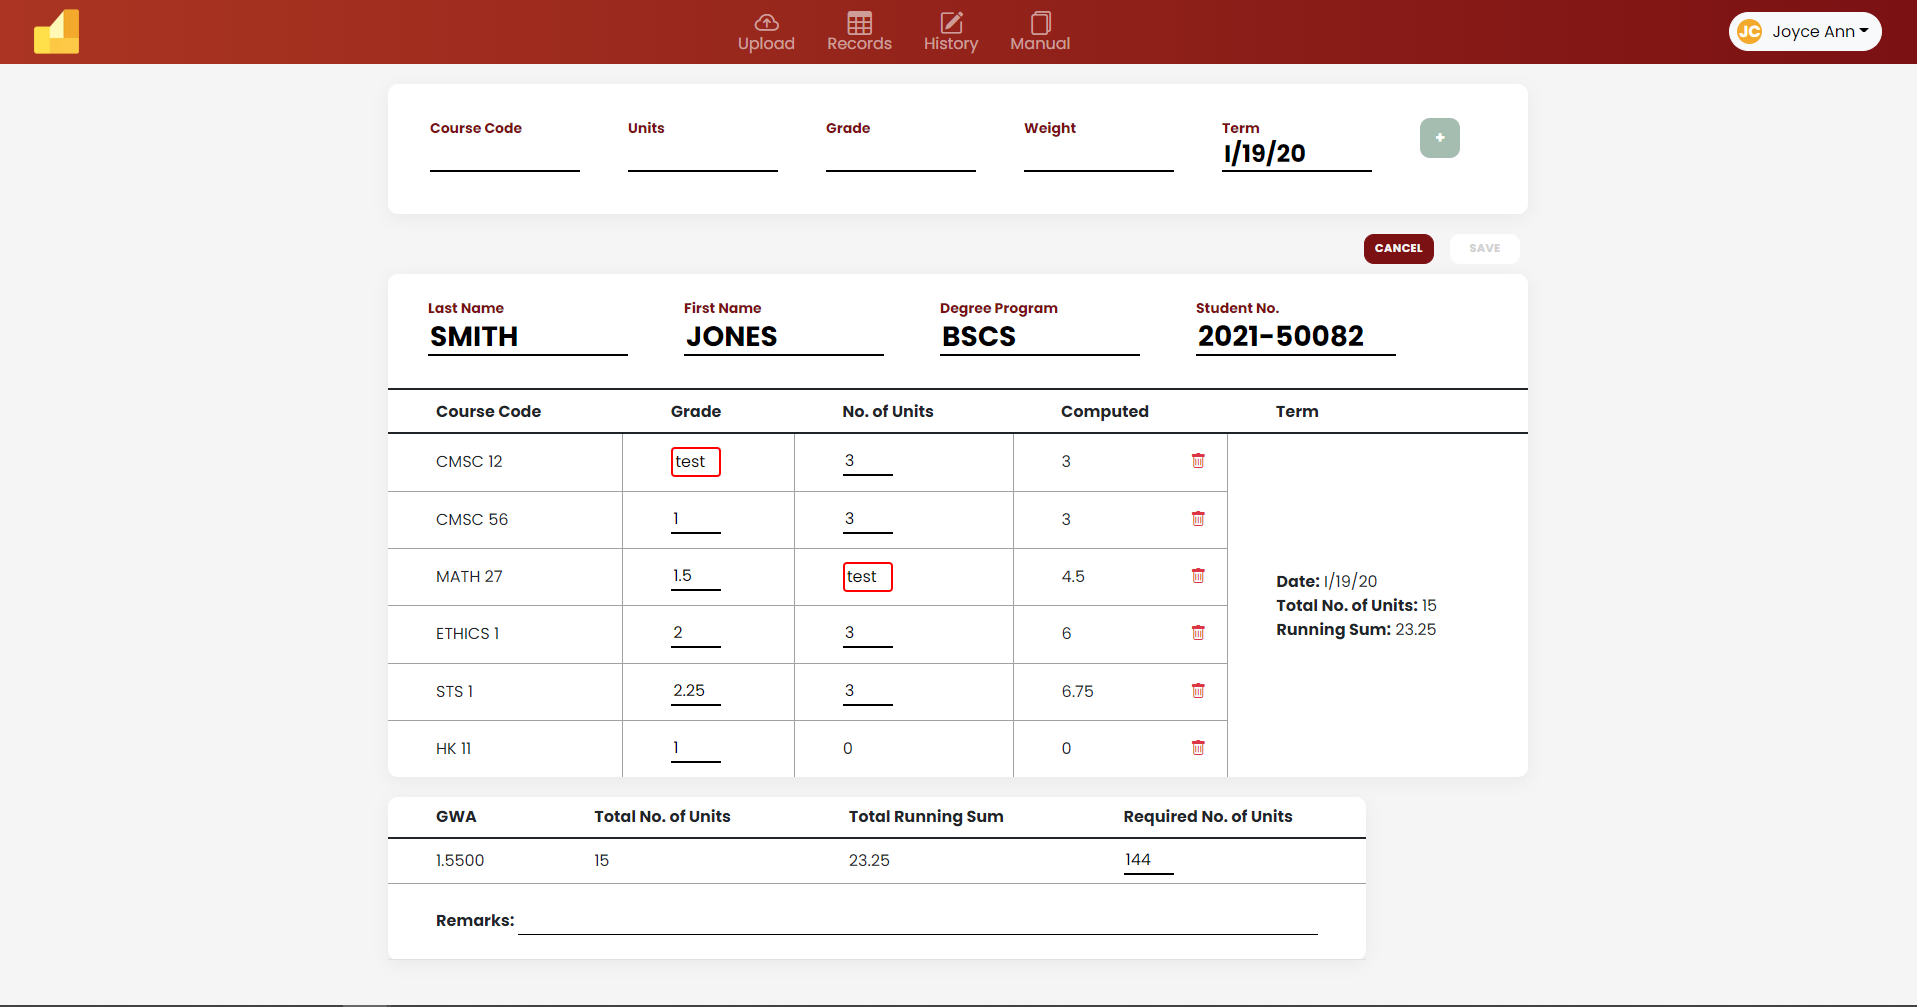 Upload Records History Manual
JC Joyce Ann
Course Code Units Grade Weight Term
I/19/20
+
CANCEL SAVE
Last Name First Name Degree Program Student No.
SMITH JONES BSCS 2021-50082
Course Code Grade No. of Units Computed Term
CMSC 12 test 3 3
CMSC 56 1 3 3
MATH 27 1.5 test 4.5
Date: I/19/20
Total No. of Units: 15
Running Sum: 23.25
ETHICS 1 2 3 6
STS 1 2.25 3 6.75
HK 11 1 0 0
GWA Total No. of Units Total Running Sum Required No. of Units
1.5500 15 23.25 144
Remarks: